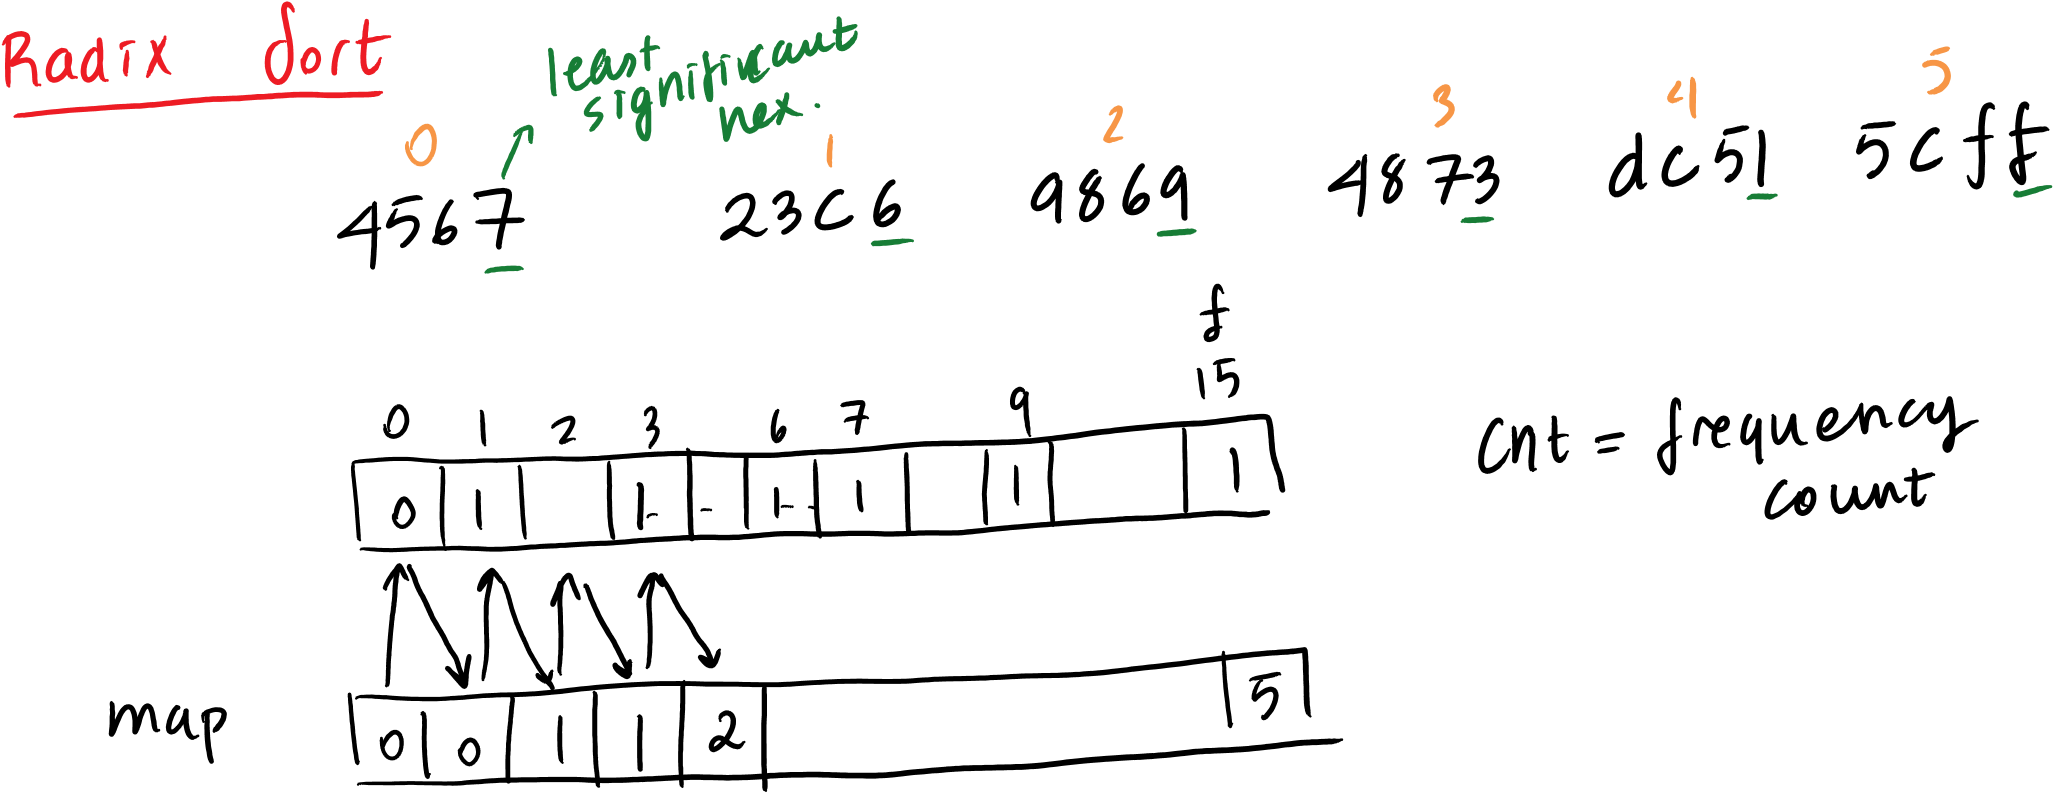 Radix Sort
least
significant
hex.
0 1 2 3 4 5
4567 23c6 9869 4873 dc51 5cff
f
0 1 2 3 6 7 9 15
0 1 1 1 1 1 1
Cnt = frequency
count
map 0 0 1 1 2 5